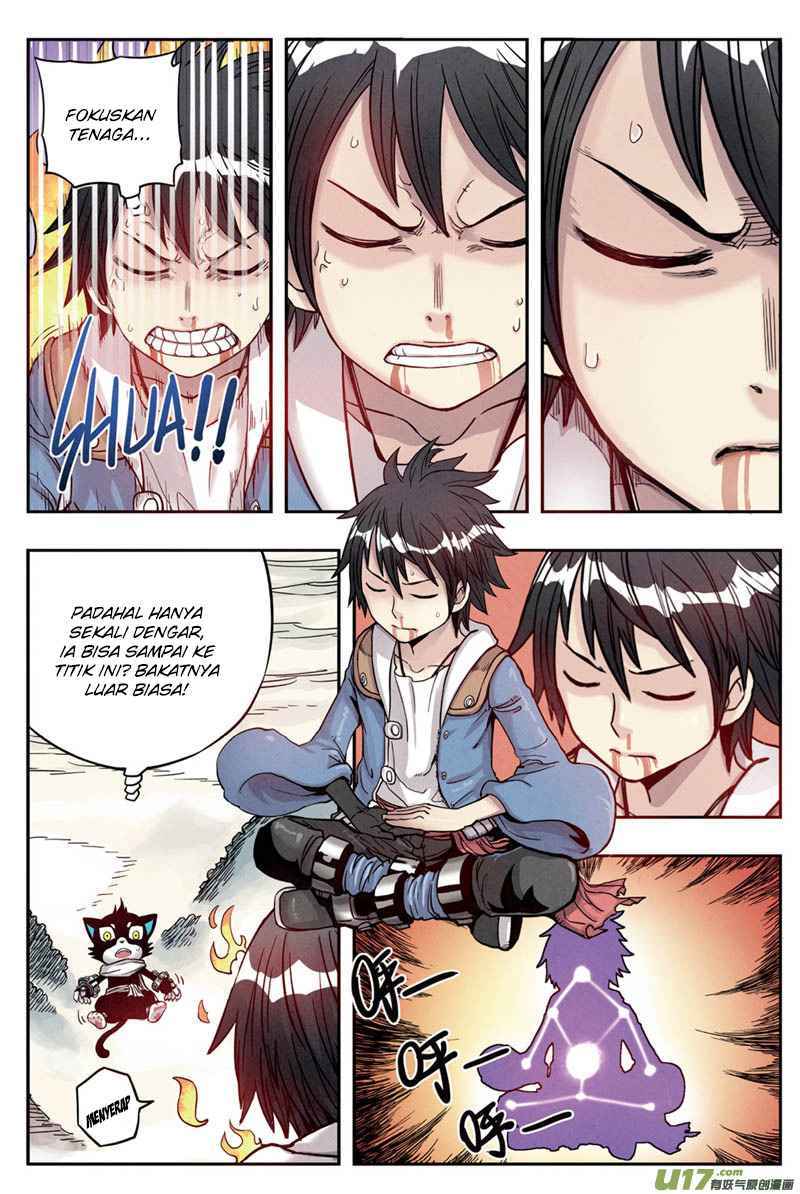 FOKUSKAN
TENAGA...
SHUA!!
PADAHAL HANYA
SEKALI DENGAR,
IA BISA SAMPAI KE
TITIK INI? BAKATNYA
LUAR BIASA!
MENYERAP
呼一
呼一
呼一
U17.com
有妖气原创漫画